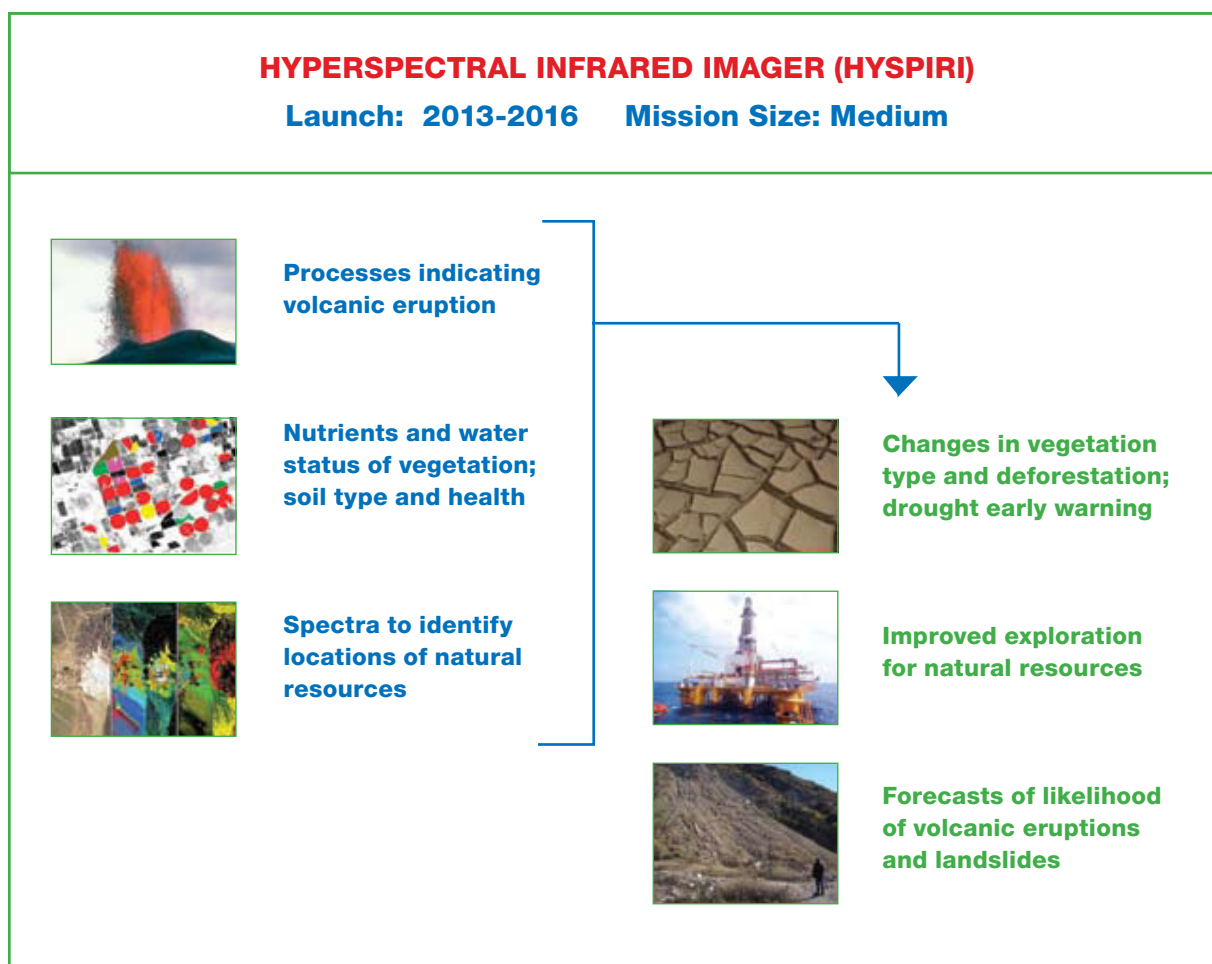 HYPERSPECTRAL INFRARED IMAGER (HYSPIRI)
Launch: 2013-2016 Mission Size: Medium
Processes indicating
volcanic eruption
Nutrients and water
status of vegetation;
soil type and health
Spectra to identify
locations of natural
resources
Changes in vegetation
type and deforestation;
drought early warning
Improved exploration
for natural resources
Forecasts of likelihood
of volcanic eruptions
and landslides